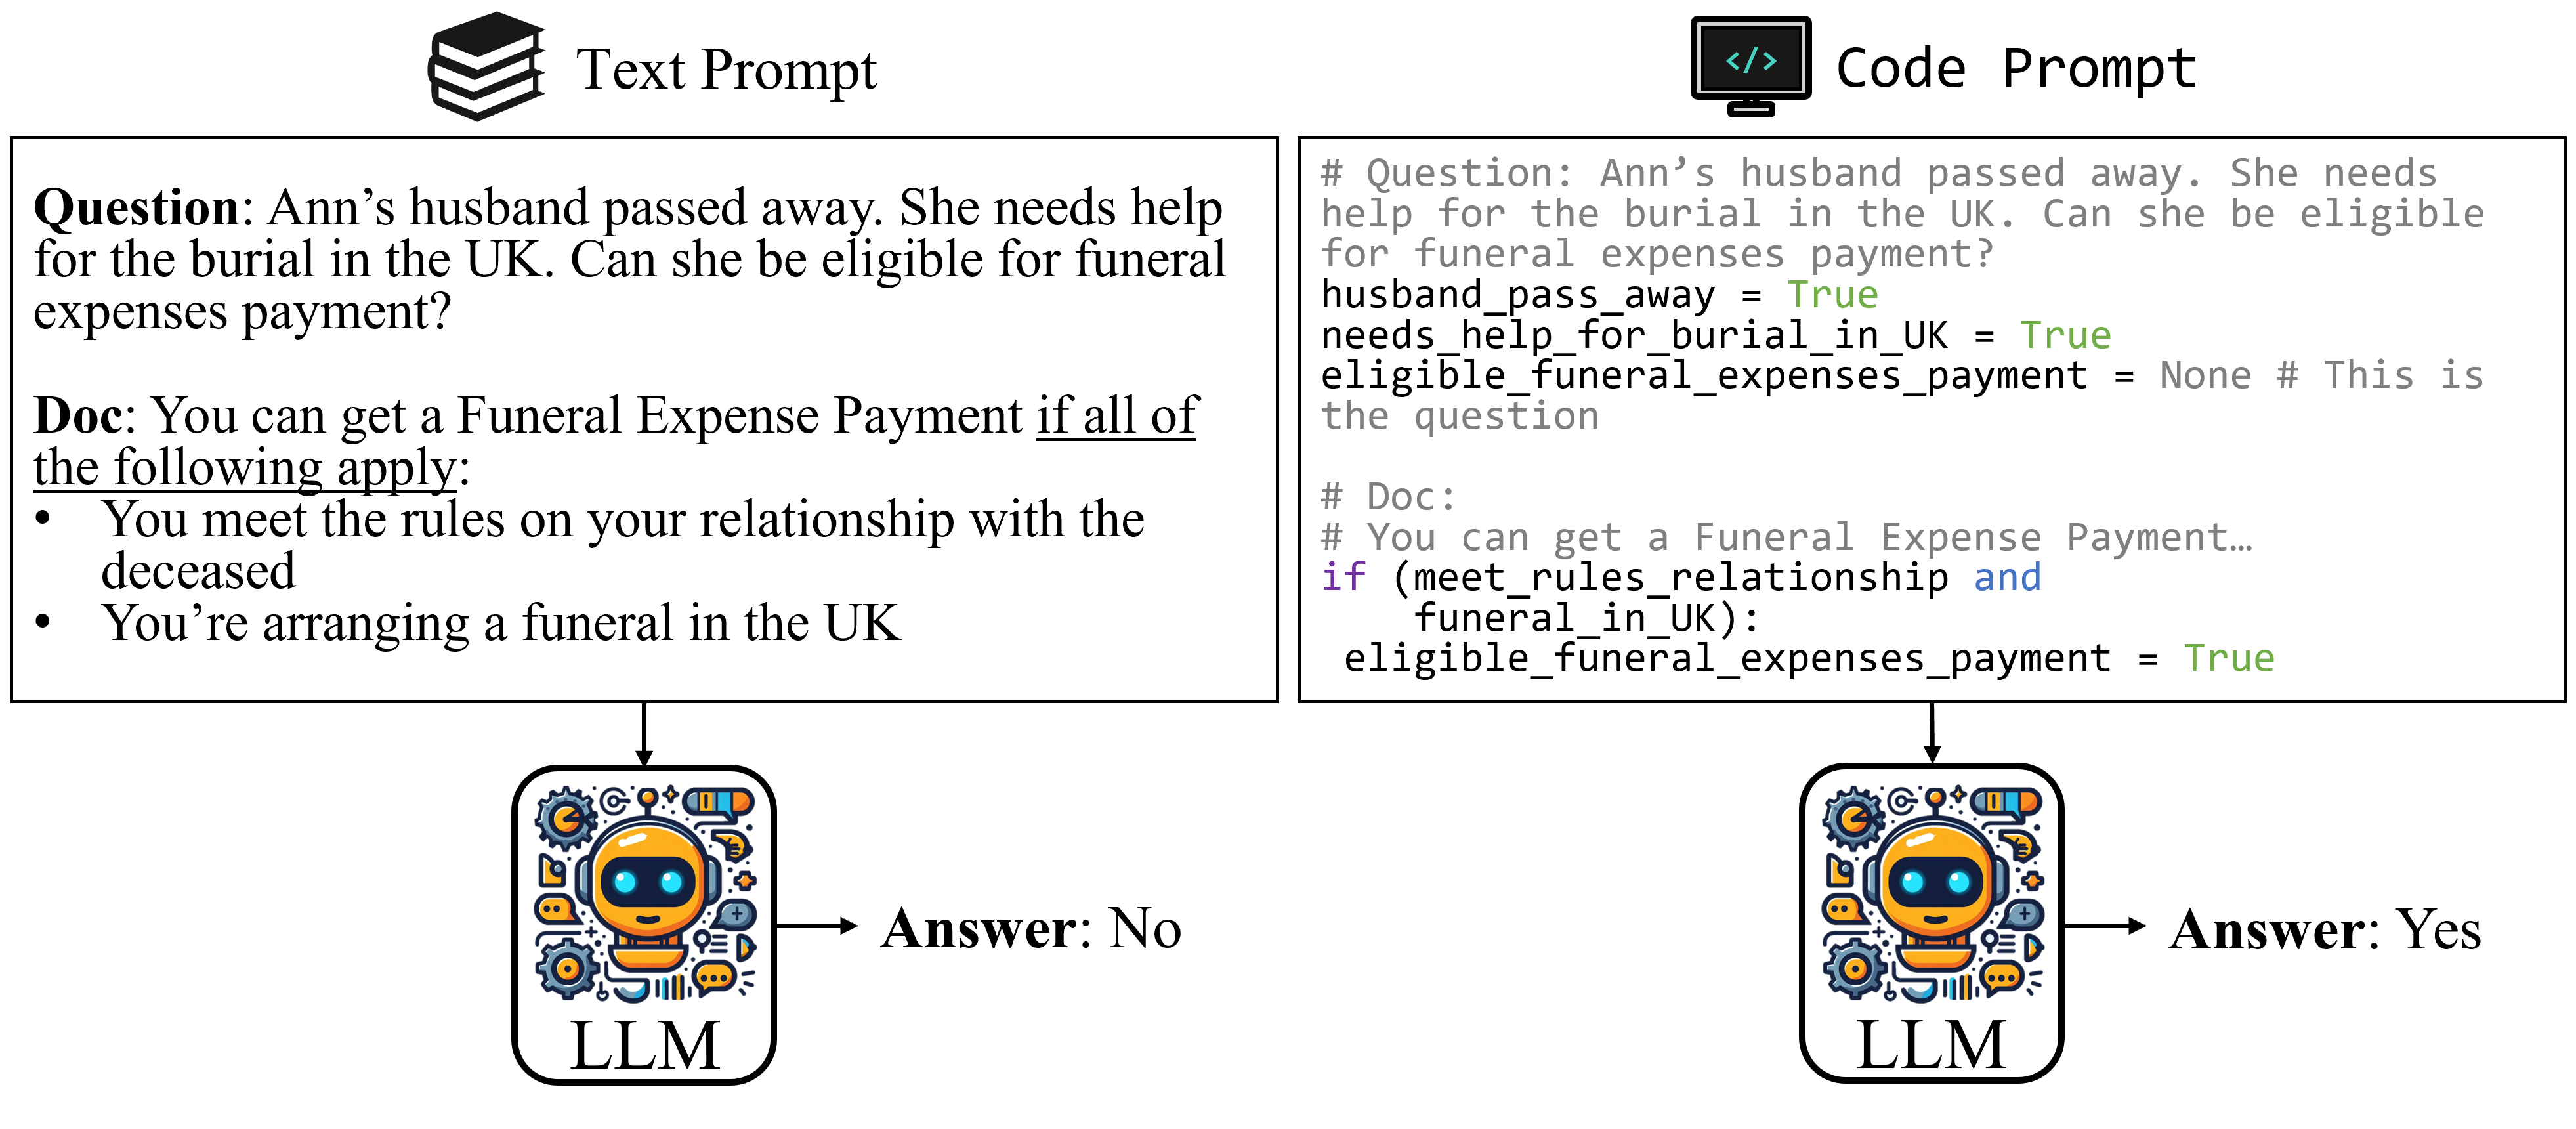 Text Prompt
Question: Ann’s husband passed away. She needs help
for the burial in the UK. Can she be eligible for funeral
expenses payment?
Doc: You can get a Funeral Expense Payment if all of
the following apply:
• You meet the rules on your relationship with the
deceased
• You’re arranging a funeral in the UK
LLM
Answer: No
</> Code Prompt
# Question: Ann’s husband passed away. She needs
help for the burial in the UK. Can she be eligible
for funeral expenses payment?
husband_pass_away = True
needs_help_for_burial_in_UK = True
eligible_funeral_expenses_payment = None # This is
the question
# Doc:
# You can get a Funeral Expense Payment…
if (meet_rules_relationship and
funeral_in_UK):
eligible_funeral_expenses_payment = True
LLM
Answer: Yes